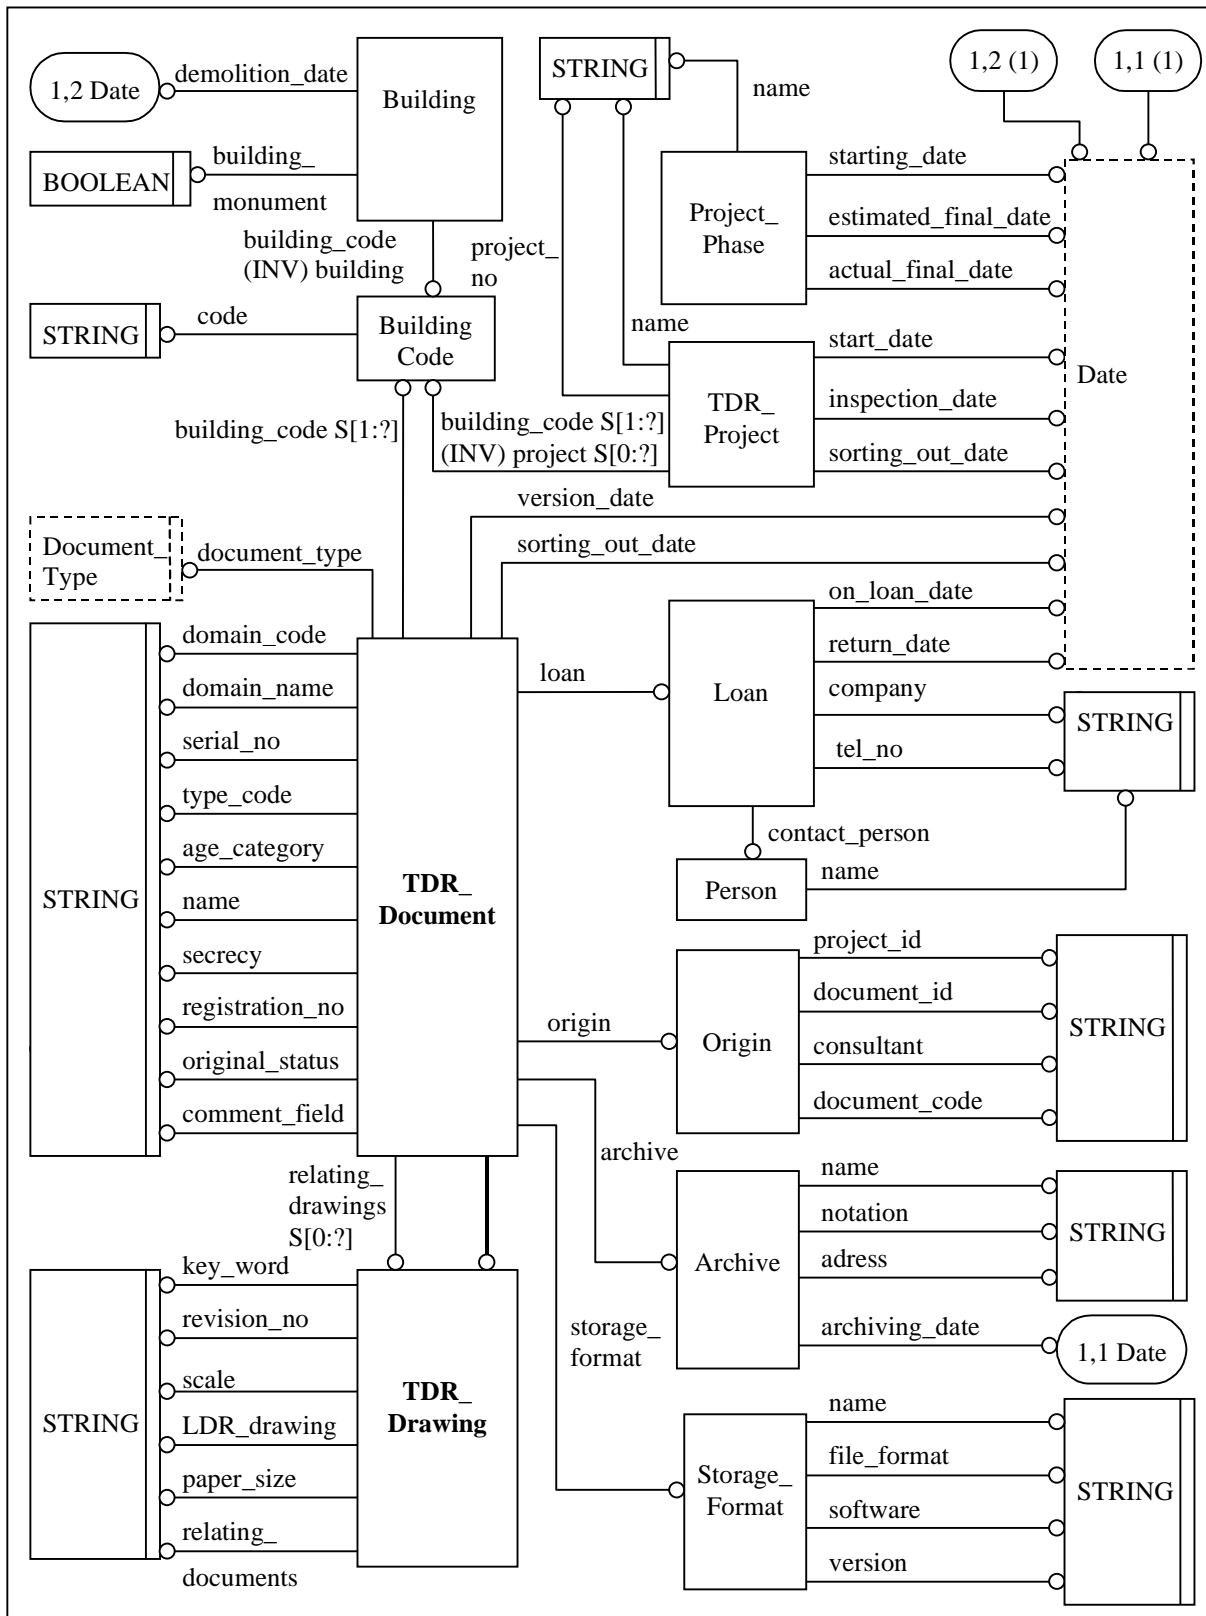 1,2 Date
demolition_date
Building
STRING
name
1,2 (1)
1,1 (1)
BOOLEAN
building_
monument
Project_
Phase
starting_date
estimated_final_date
actual_final_date
building_code
(INV) building
project_
no
STRING
code
Building
Code
name
TDR_
Project
start_date
inspection_date
sorting_out_date
Date
building_code S[1:?]
building_code S[1:?]
(INV) project S[0:?]
version_date
sorting_out_date
Document_
Type
document_type
STRING
domain_code
domain_name
serial_no
type_code
age_category
name
secrecy
registration_no
original_status
comment_field
TDR_
Document
loan
Loan
on_loan_date
return_date
company
tel_no
STRING
contact_person
Person
name
origin
Origin
project_id
document_id
consultant
document_code
STRING
archive
Archive
name
notation
adress
archiving_date
STRING
1,1 Date
relating_
drawings
S[0:?]
STRING
key_word
revision_no
scale
LDR_drawing
paper_size
relating_
documents
TDR_
Drawing
storage_
format
Storage_
Format
name
file_format
software
version
STRING